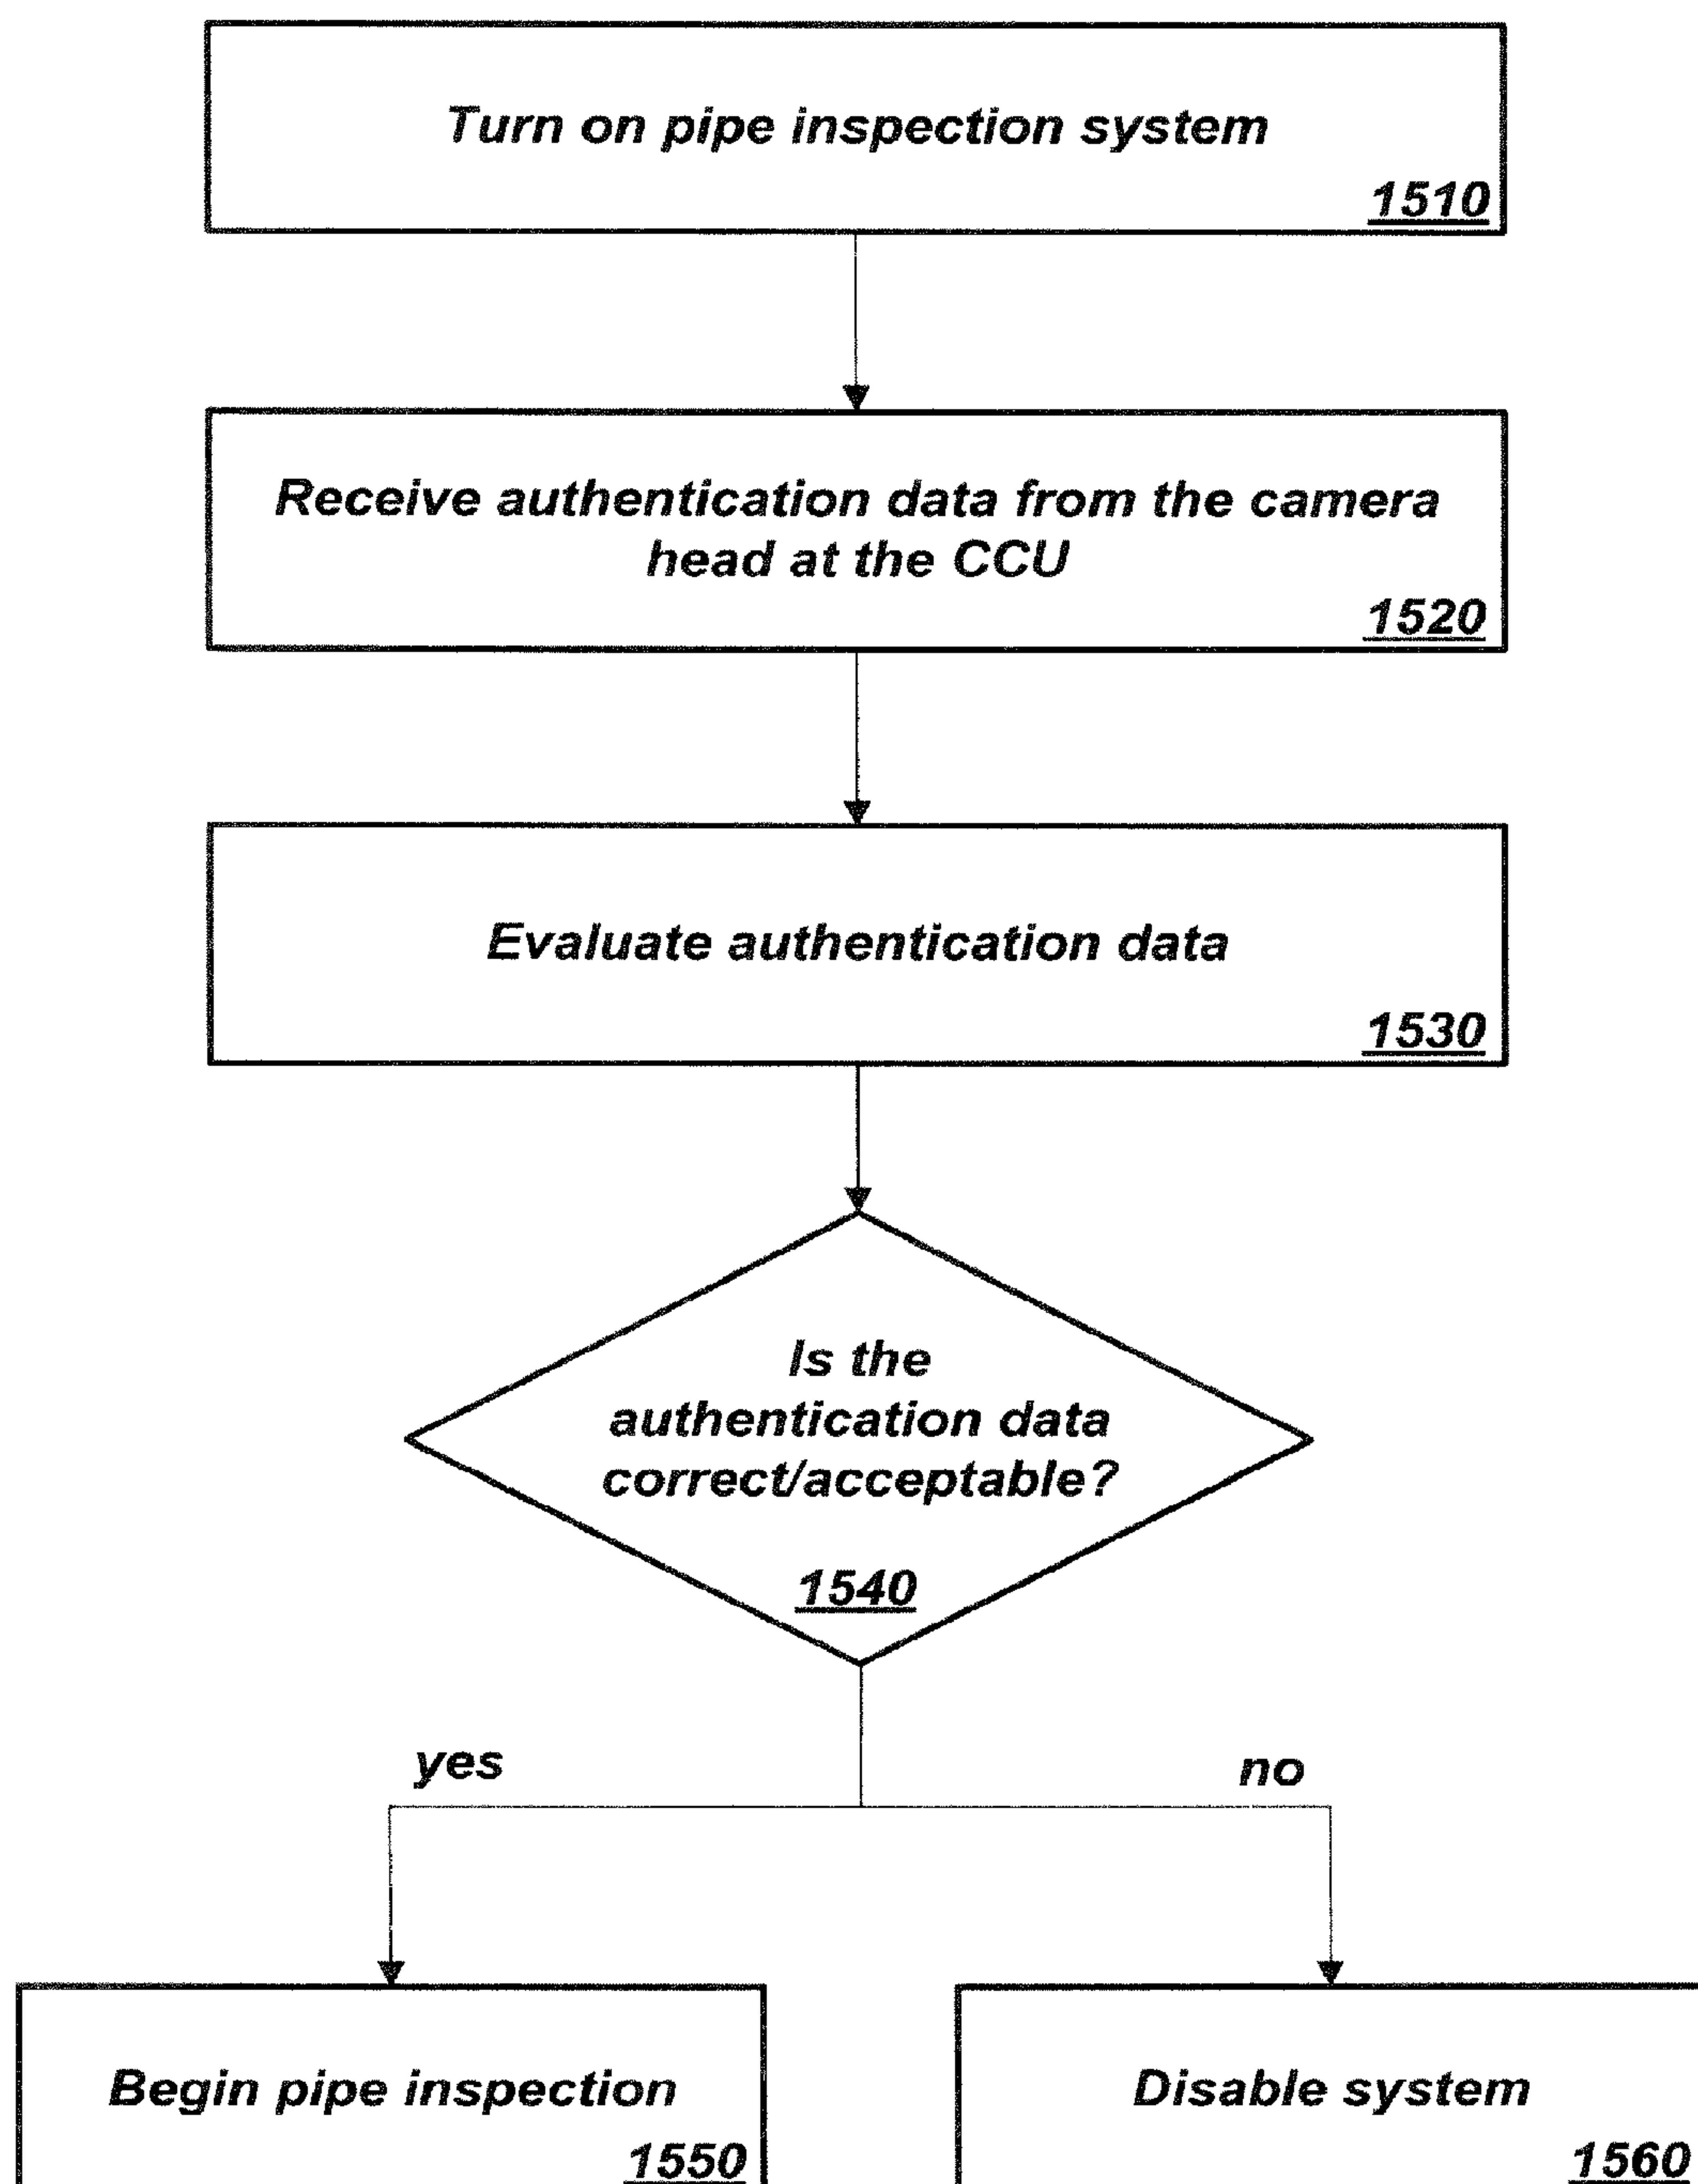 Turn on pipe inspection system
1510
Receive authentication data from the camera
head at the CCU
1520
Evaluate authentication data
1530
Is the
authentication data
correct/acceptable?
1540
yes
no
Begin pipe inspection
1550
Disable system
1560